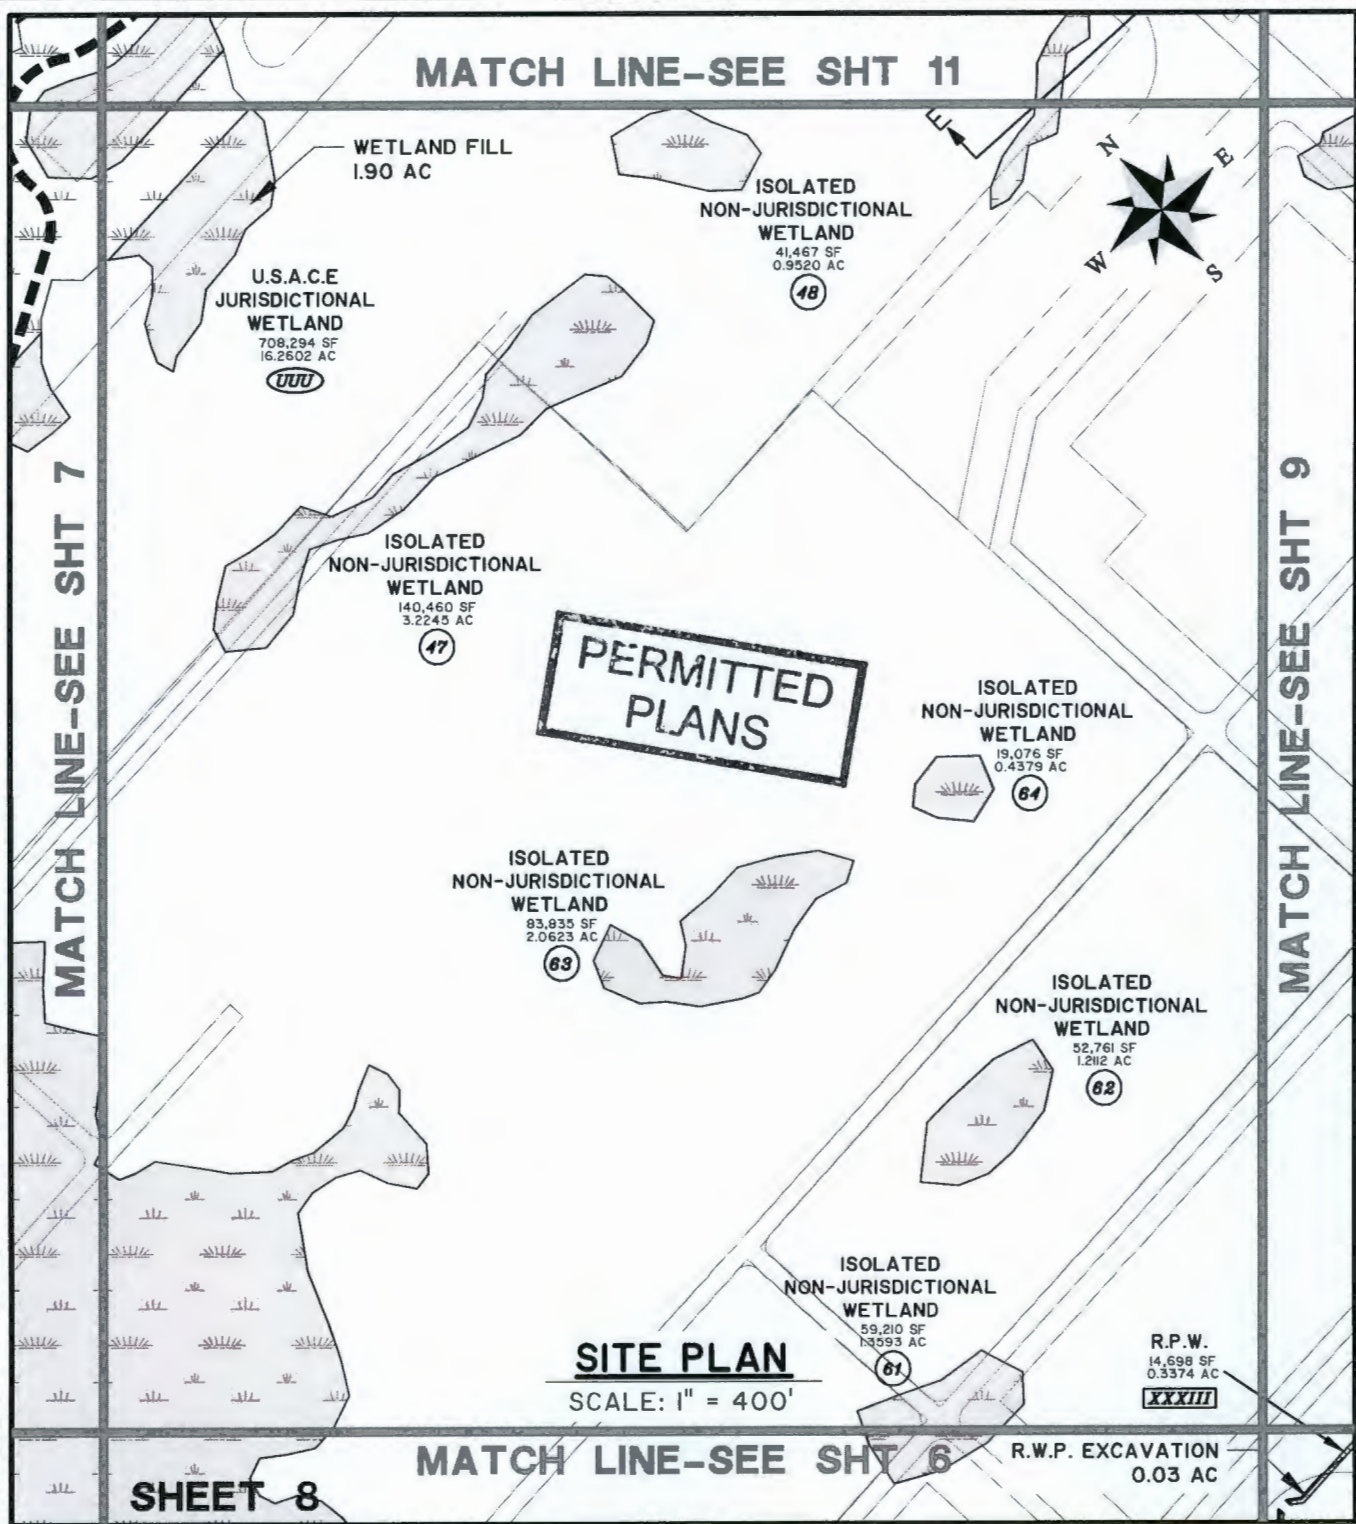 MATCH LINE-SEE SHT 11
WETLAND FILL
1.90 AC
ISOLATED
NON-JURISDICTIONAL
WETLAND
41,467 SF
0.9520 AC
48
E
N
E
W
S
U.S.A.C.E
JURISDICTIONAL
WETLAND
708,294 SF
16.2602 AC
UUU
MATCH LINE-SEE SHT 7
MATCH LINE-SEE SHT 9
ISOLATED
NON-JURISDICTIONAL
WETLAND
140,460 SF
3.2245 AC
47
PERMITTED
PLANS
ISOLATED
NON-JURISDICTIONAL
WETLAND
19,076 SF
0.4379 AC
64
ISOLATED
NON-JURISDICTIONAL
WETLAND
83,835 SF
2.0623 AC
63
ISOLATED
NON-JURISDICTIONAL
WETLAND
52,761 SF
1.2112 AC
62
ISOLATED
NON-JURISDICTIONAL
WETLAND
59,210 SF
1.3593 AC
61
R.P.W.
14,698 SF
0.3374 AC
XXXIII
SITE PLAN
SCALE: 1" = 400'
MATCH LINE-SEE SHT 6
R.W.P. EXCAVATION
0.03 AC
SHEET 8